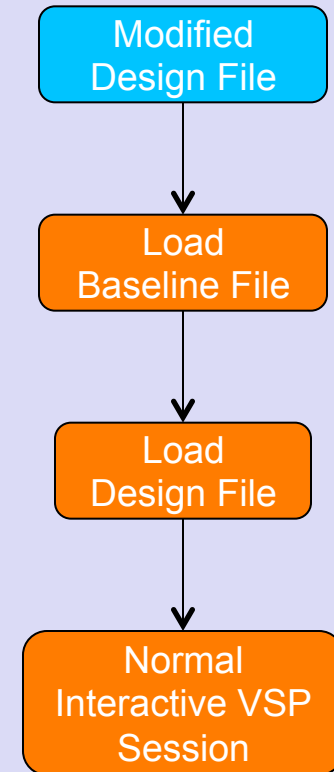 Modified
Design File
Load
Baseline File
Load
Design File
Normal
Interactive VSP
Session